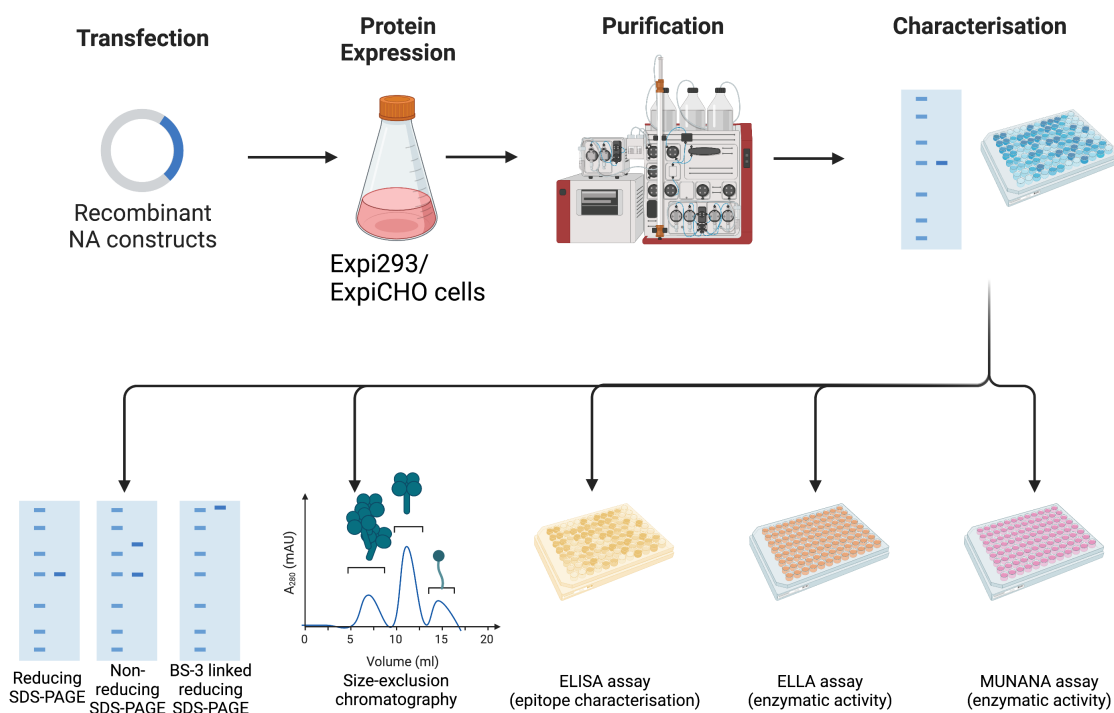 Transfection
Protein
Expression
Purification
Characterisation
Recombinant
NA constructs
Expi293/
ExpiCHO cells
A280 (mAU)
0 5 10 15 20
Volume (ml)
Reducing
SDS-PAGE
Non-
reducing
SDS-PAGE
BS-3 linked
reducing
SDS-PAGE
Size-exclusion
chromatography
ELISA assay
(epitope characterisation)
ELLA assay
(enzymatic activity)
MUNANA assay
(enzymatic activity)